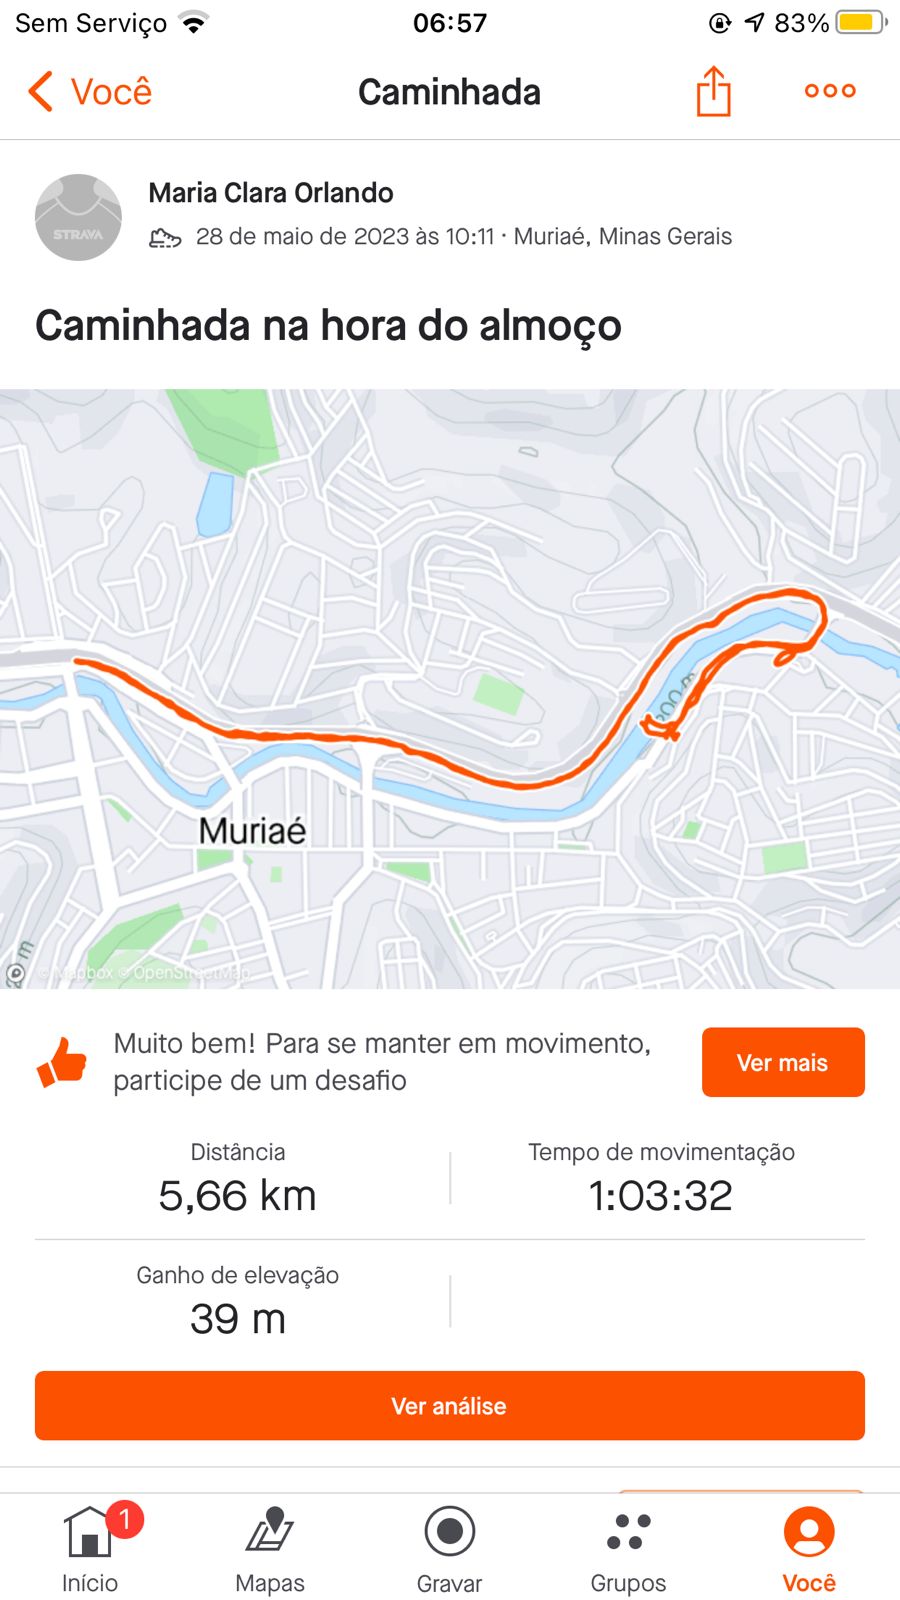 Sem Serviço 06:57 83%
Você Caminhada
Maria Clara Orlando
STRAVA
28 de maio de 2023 às 10:11 · Muriaé, Minas Gerais
Caminhada na hora do almoço
Muriaé
© Mapbox © OpenStreetMap
Muito bem! Para se manter em movimento,
participe de um desafio
Ver mais
Distância
5,66 km
Tempo de movimentação
1:03:32
Ganho de elevação
39 m
Ver análise
1
Início Mapas Gravar Grupos Você